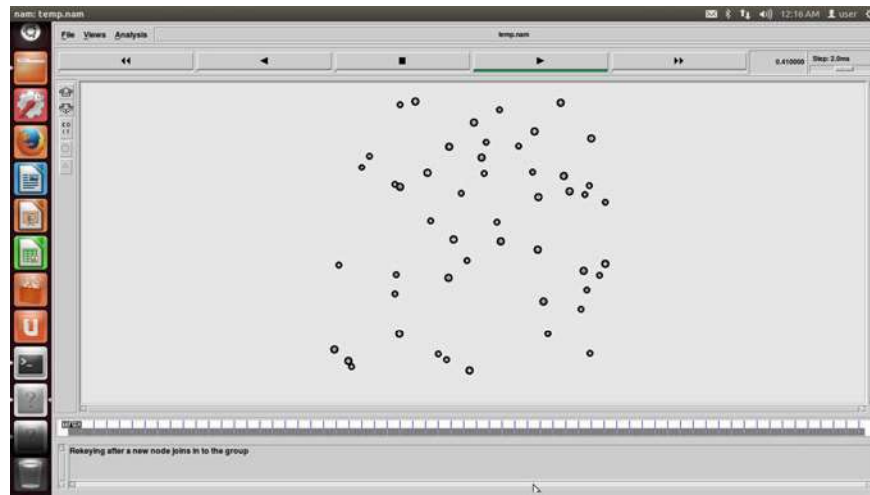 nam: temp.nam
12:16 AM user
File Views Analysis
temp.nam
0.410000
Step: 2.0ms
Rekeying after a new node joins in to the group